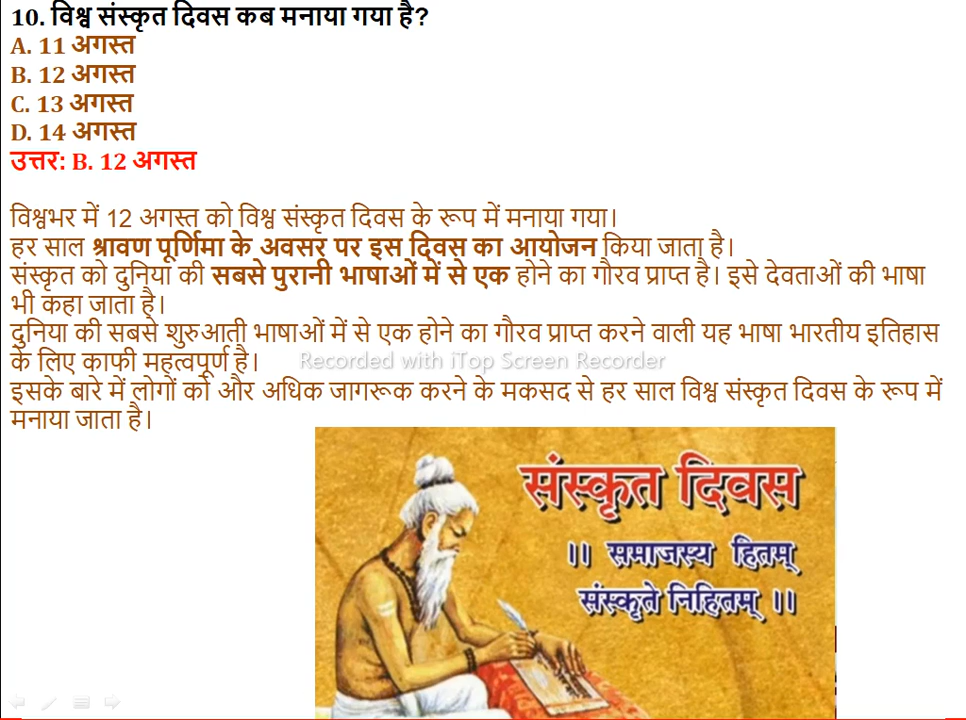 10. विश्व संस्कृत दिवस कब मनाया गया है?
A. 11 अगस्त
B. 12 अगस्त
C. 13 अगस्त
D. 14 अगस्त
उत्तर: B. 12 अगस्त
विश्वभर में 12 अगस्त को विश्व संस्कृत दिवस के रूप में मनाया गया।
हर साल श्रावण पूर्णिमा के अवसर पर इस दिवस का आयोजन किया जाता है।
संस्कृत को दुनिया की सबसे पुरानी भाषाओं में से एक होने का गौरव प्राप्त है। इसे देवताओं की भाषा
भी कहा जाता है।
दुनिया की सबसे शुरुआती भाषाओं में से एक होने का गौरव प्राप्त करने वाली यह भाषा भारतीय इतिहास
के लिए काफी महत्वपूर्ण है।
Recorded with iTop Screen Recorder
इसके बारे में लोगों को और अधिक जागरूक करने के मकसद से हर साल विश्व संस्कृत दिवस के रूप में
मनाया जाता है।
संस्कृत दिवस
।। समाजस्य हितम्
संस्कृते निहितम् ।।